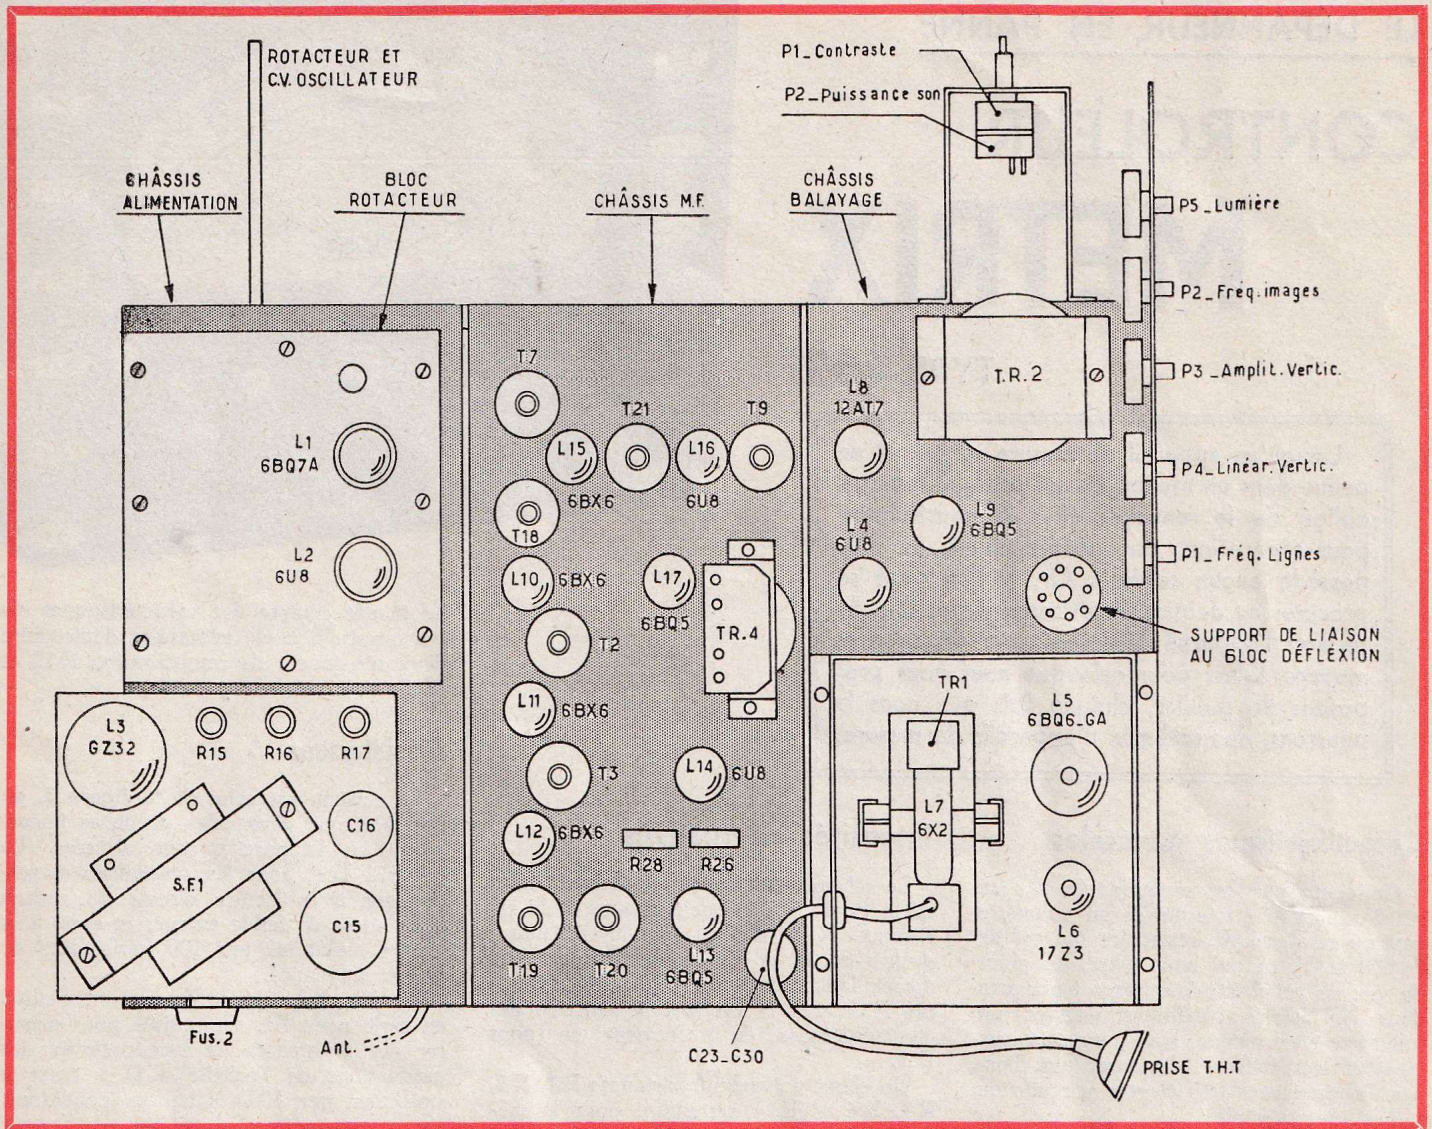 ROTACTEUR ET
C.V. OSCILLATEUR
P1_Contraste
P2_Puissance son
CHÂSSIS
ALIMENTATION
BLOC
ROTACTEUR
CHÂSSIS M.F.
CHÂSSIS
BALAYAGE
P5_Lumière
P2_Fréq.images
P3_Amplit.Vertic.
P4_Linéar.Vertic.
P1_Fréq.Lignes
SUPPORT DE LIAISON
AU BLOC DÉFLÉXION
L1
6BQ7A
L2
6U8
L3
GZ32
R15
R16
R17
C16
S.F.1
C15
Fus.2
Ant.
T7
T21
T9
L15
6BX6
L16
6U8
T18
L10
6BX6
L17
6BQ5
T2
TR.4
L11
6BX6
T3
L14
6U8
L12
6BX6
R28
R26
T19
T20
L13
6BQ5
C23_C30
L8
12AT7
T.R.2
L9
6BQ5
L4
6U8
TR1
L5
6BQ6_GA
L7
6X2
L6
17Z3
PRISE T.H.T